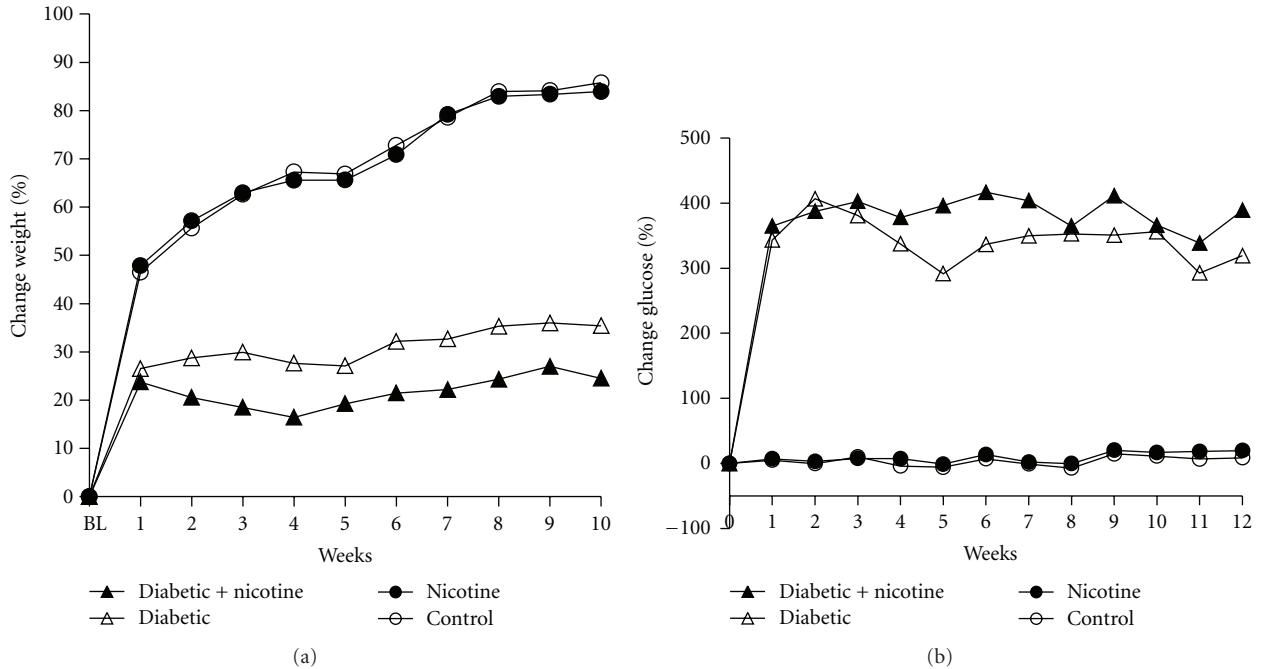 100
90
80
70
60
50
40
30
20
10
0
Change weight (%)
BL 1 2 3 4 5 6 7 8 9 10
Weeks
Diabetic + nicotine
Diabetic
Nicotine
Control
(a)
500
400
300
200
100
0
−100
Change glucose (%)
0 1 2 3 4 5 6 7 8 9 10 11 12
Weeks
Diabetic + nicotine
Diabetic
Nicotine
Control
(b)